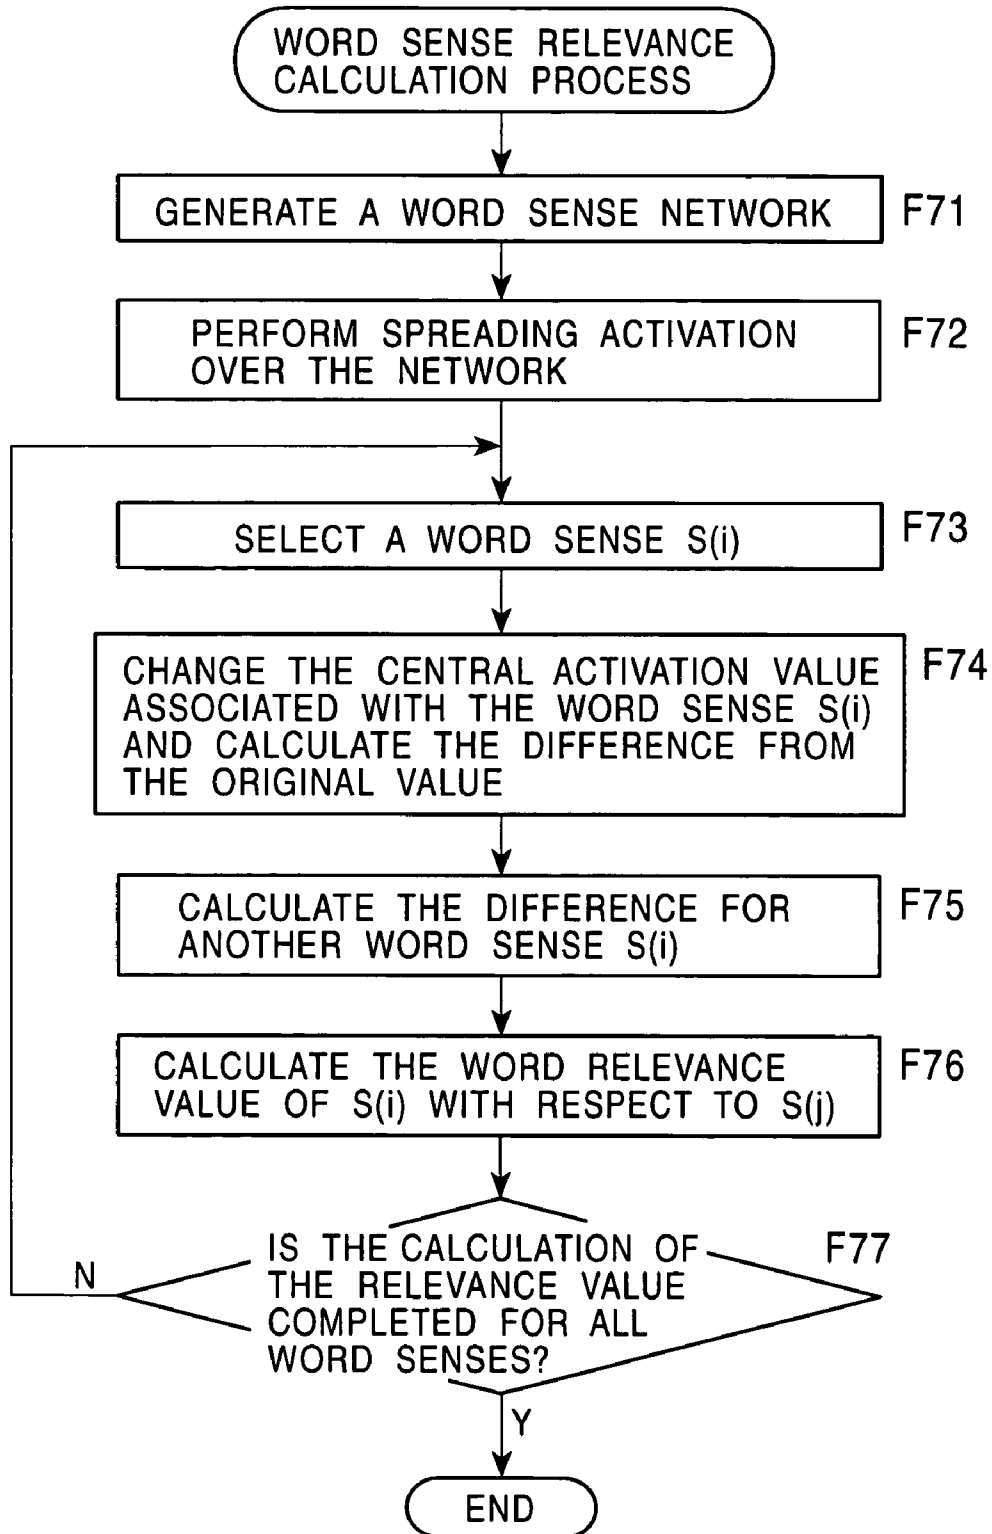 WORD SENSE RELEVANCE
CALCULATION PROCESS
GENERATE A WORD SENSE NETWORK
F71
PERFORM SPREADING ACTIVATION
OVER THE NETWORK
F72
SELECT A WORD SENSE S(i)
F73
CHANGE THE CENTRAL ACTIVATION VALUE
ASSOCIATED WITH THE WORD SENSE S(i)
AND CALCULATE THE DIFFERENCE FROM
THE ORIGINAL VALUE
F74
CALCULATE THE DIFFERENCE FOR
ANOTHER WORD SENSE S(i)
F75
CALCULATE THE WORD RELEVANCE
VALUE OF S(i) WITH RESPECT TO S(j)
F76
IS THE CALCULATION OF
THE RELEVANCE VALUE
COMPLETED FOR ALL
WORD SENSES?
F77
N
Y
END